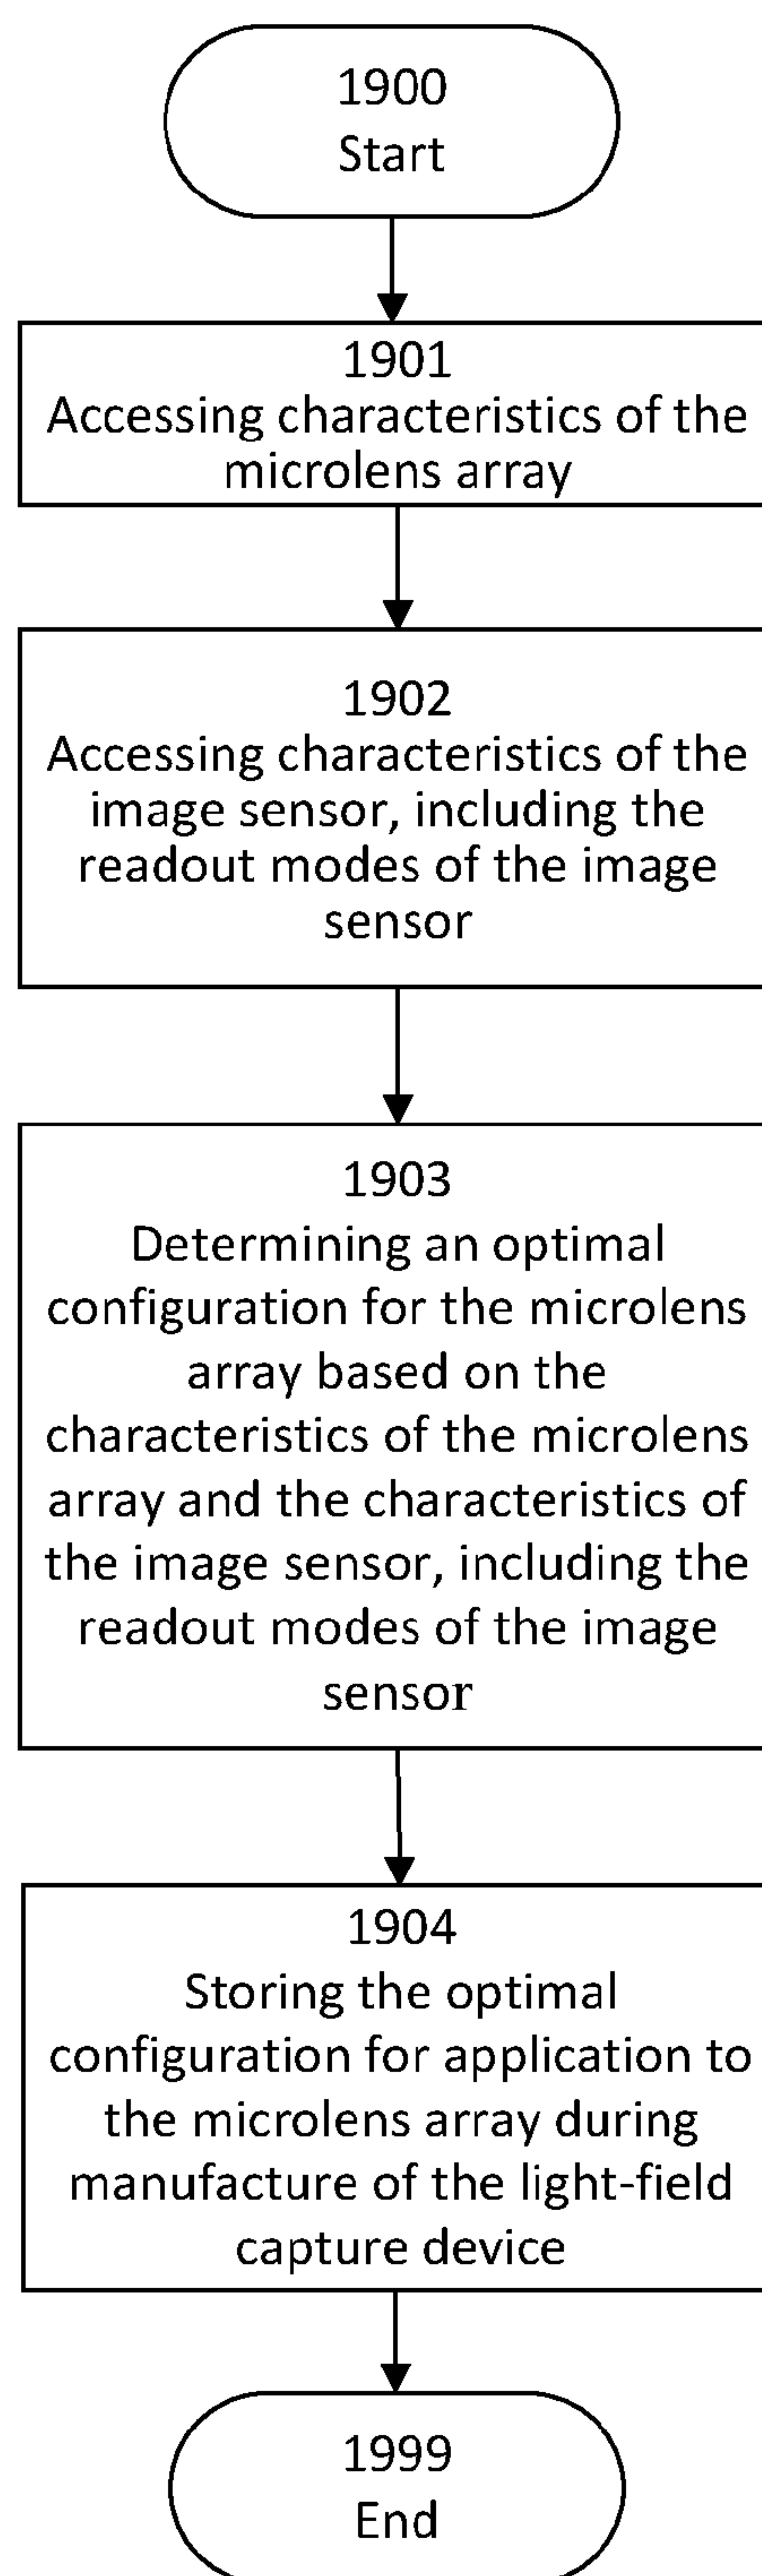 1900
Start
1901
Accessing characteristics of the
microlens array
1902
Accessing characteristics of the
image sensor, including the
readout modes of the image
sensor
1903
Determining an optimal
configuration for the microlens
array based on the
characteristics of the microlens
array and the characteristics of
the image sensor, including the
readout modes of the image
sensor
1904
Storing the optimal
configuration for application to
the microlens array during
manufacture of the light-field
capture device
1999
End